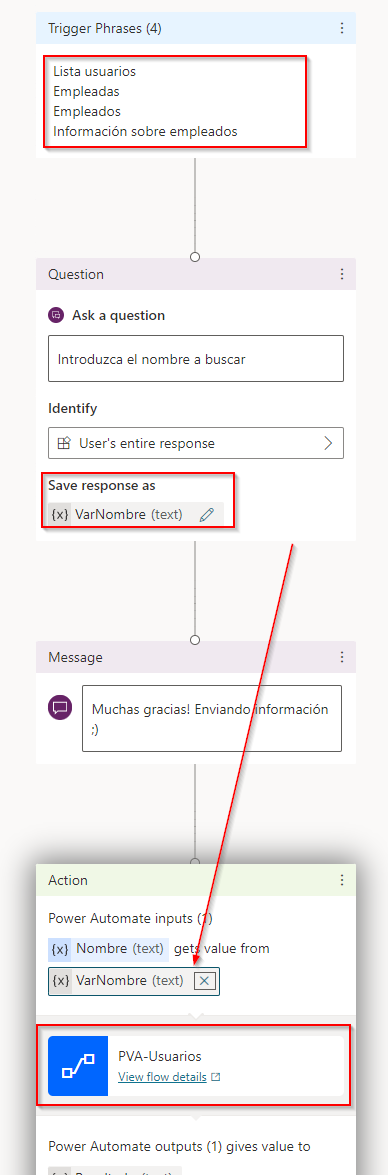 Trigger Phrases (4)
Lista usuarios
Empleadas
Empleados
Información sobre empleados
Question
Ask a question
Introduzca el nombre a buscar
Identify
User's entire response
Save response as
{x} VarNombre (text)
Message
Muchas gracias! Enviando información
;)
Action
Power Automate inputs (1)
{x} Nombre (text) gets value from
{x} VarNombre (text)
PVA-Usuarios
View flow details
Power Automate outputs (1) gives value to